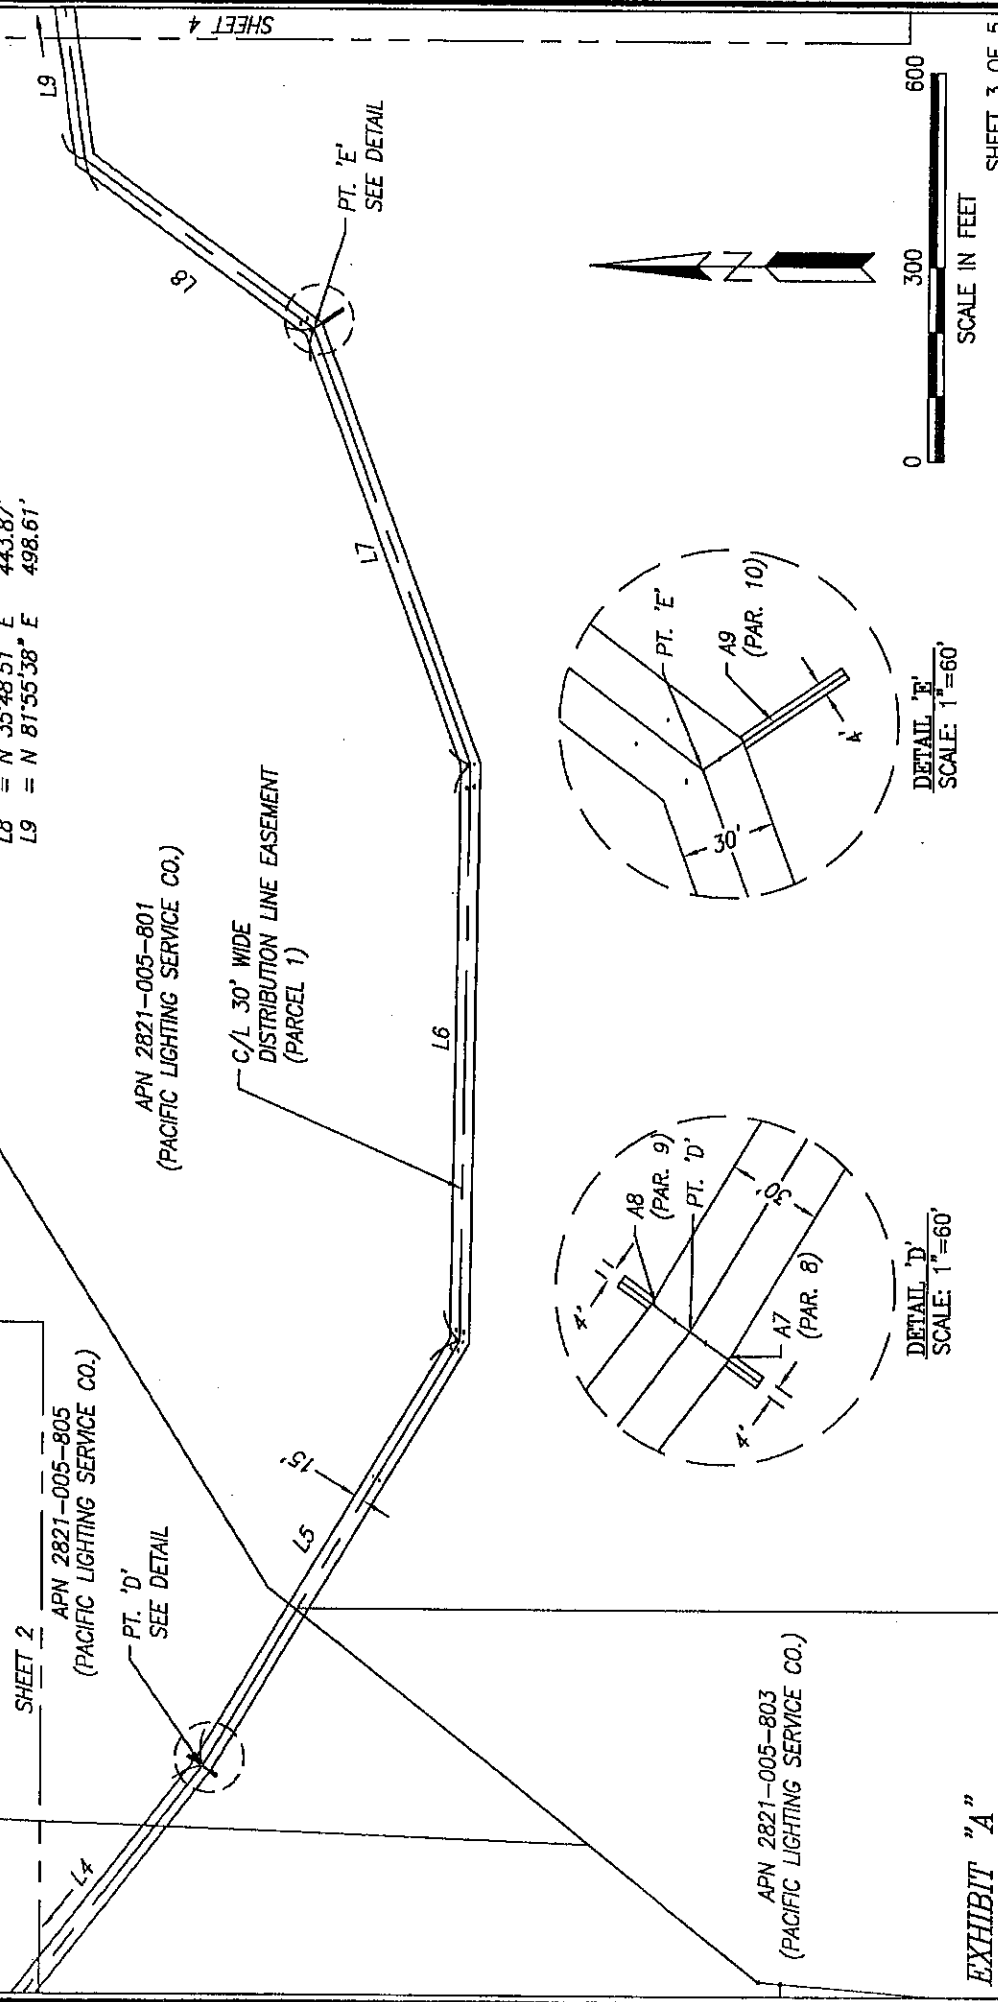 L8 = N 35°48'51" E 443.87'
L9 = N 81°55'38" E 498.61'
SHEET 2
APN 2821-005-805
(PACIFIC LIGHTING SERVICE CO.)
PT. 'D'
SEE DETAIL
L4
L5
15'
APN 2821-005-801
(PACIFIC LIGHTING SERVICE CO.)
C/L 30' WIDE
DISTRIBUTION LINE EASEMENT
(PARCEL 1)
L6
L7
L8
L9
SHEET 4
PT. 'E'
SEE DETAIL
APN 2821-005-803
(PACIFIC LIGHTING SERVICE CO.)
4'
A8
(PAR. 9)
PT. 'D'
30'
A7
(PAR. 8)
4'
DETAIL 'D'
SCALE: 1"=60'
PT. 'E'
A9
(PAR. 10)
30'
4'
DETAIL 'E'
SCALE: 1"=60'
0 300 600
SCALE IN FEET
EXHIBIT "A"
SHEET 3 OF 5